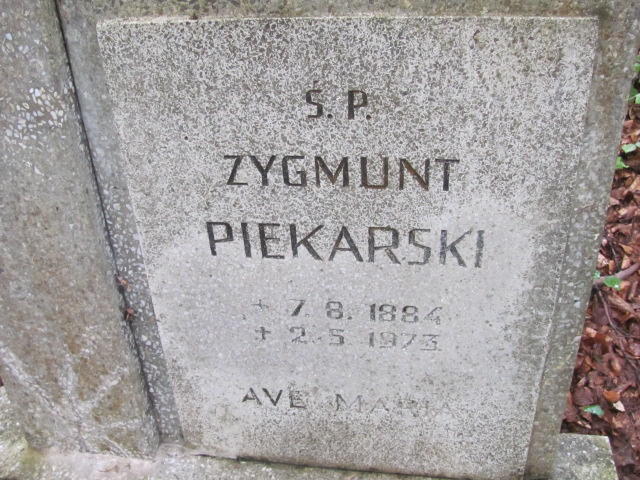 Ś. P.
ZYGMUNT
PIEKARSKI
+ 7. 8. 1884
+ 2. 5 1973
AVE MARIA